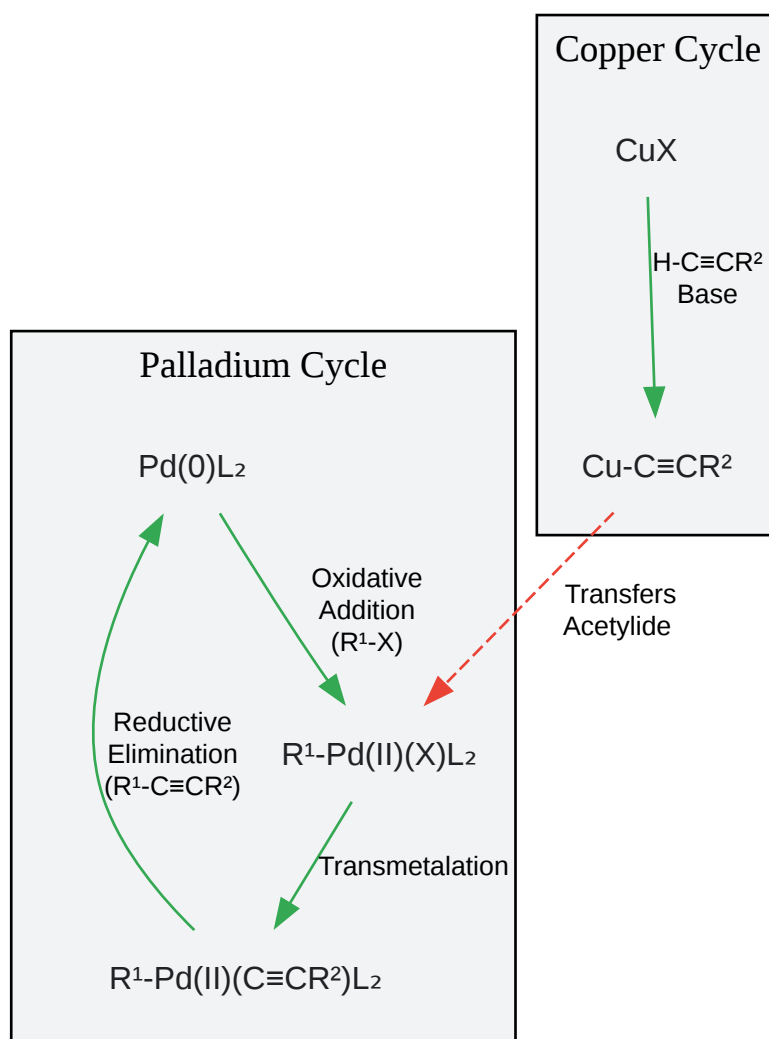 Copper Cycle
CuX
H-C≡CR²
Base
Cu-C≡CR²
Transfers
Acetylide
Palladium Cycle
Pd(0)L₂
Oxidative
Addition
(R¹-X)
R¹-Pd(II)(X)L₂
Reductive
Elimination
(R¹-C≡CR²)
Transmetalation
R¹-Pd(II)(C≡CR²)L₂